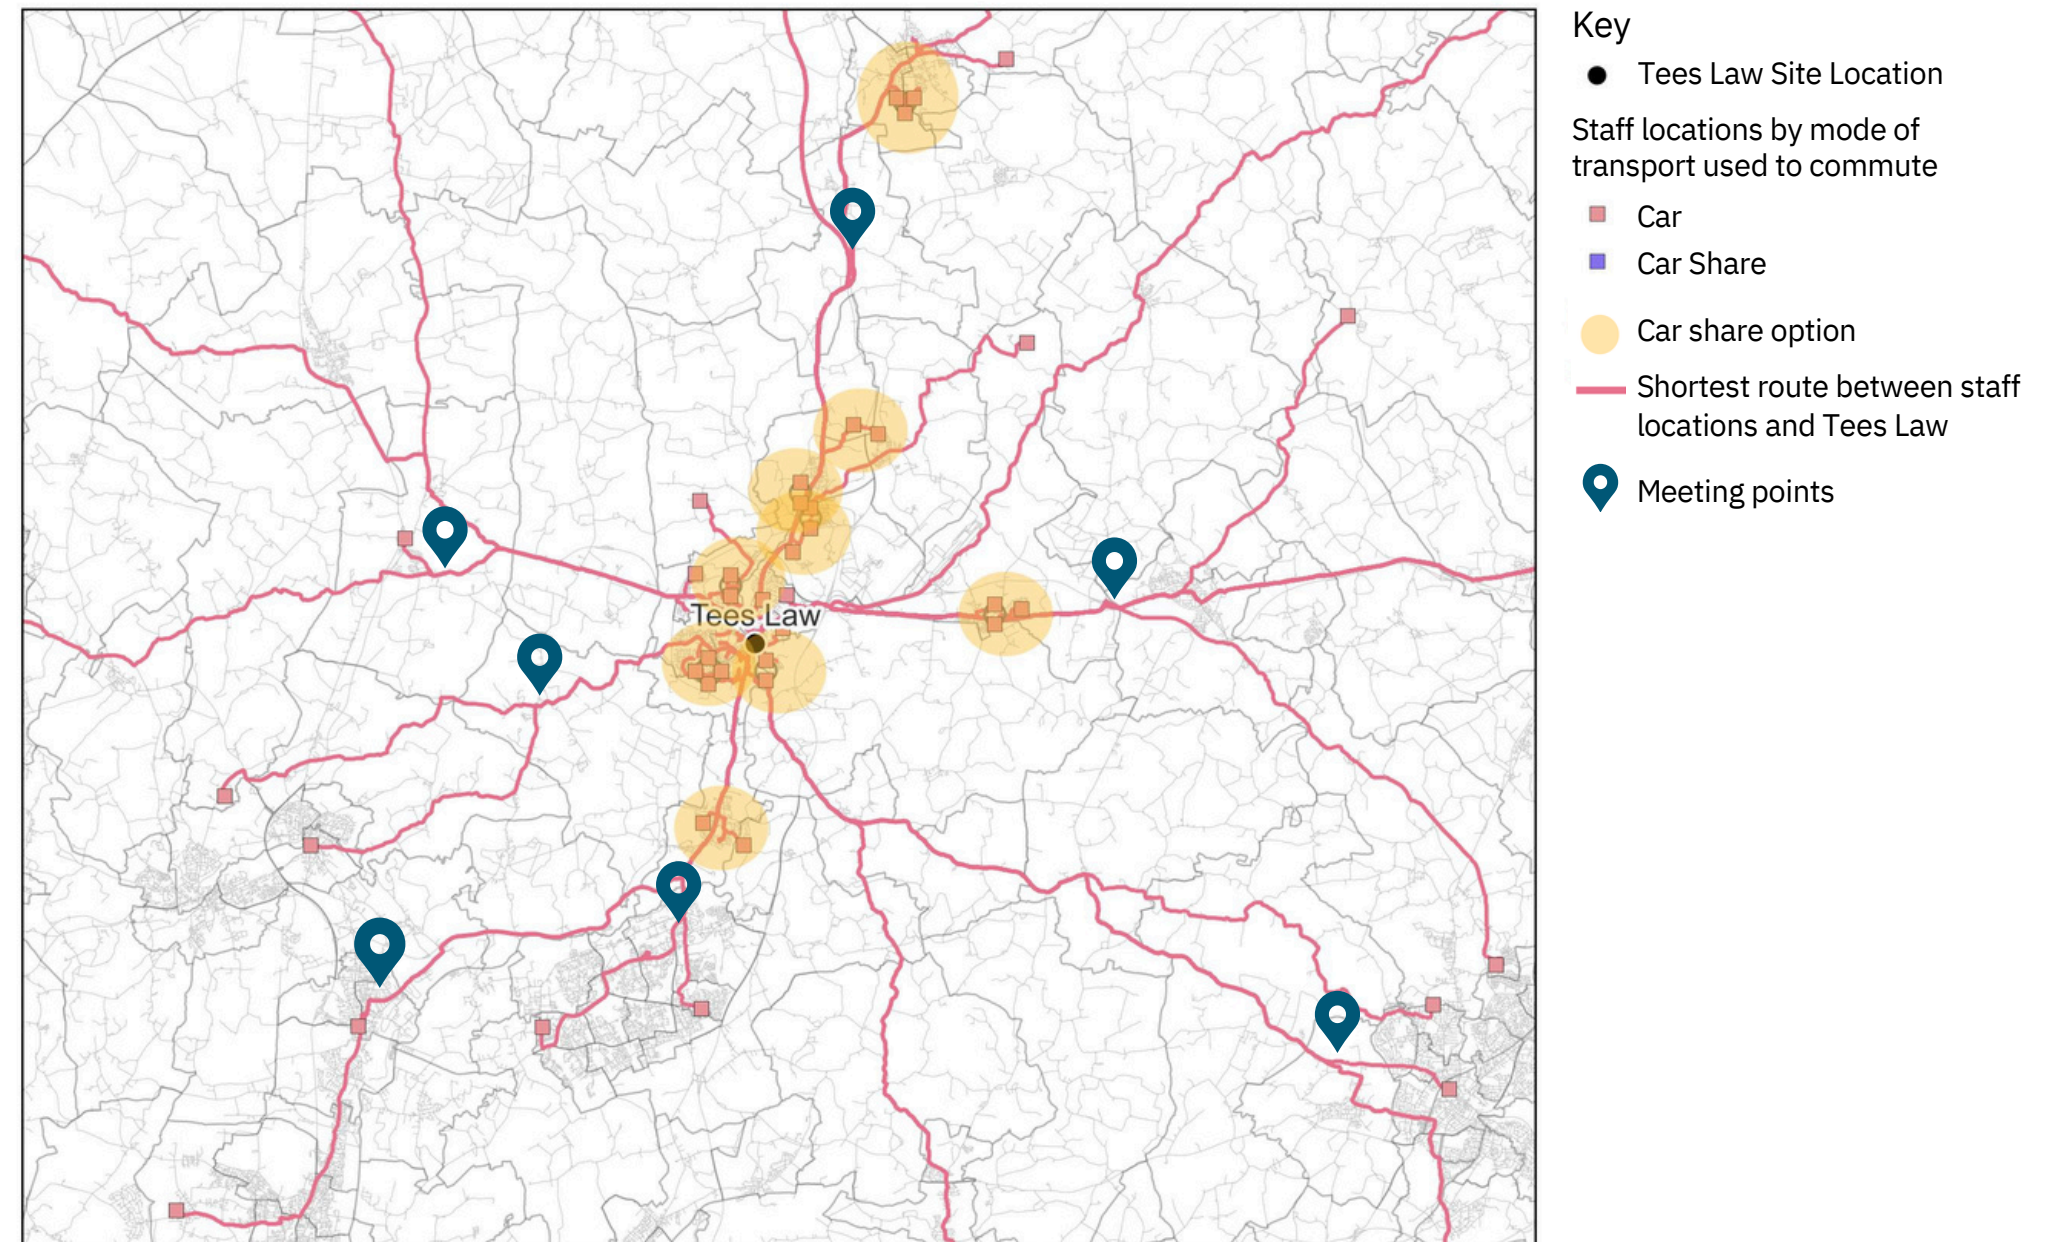 Tees Law
Key
Tees Law Site Location
Staff locations by mode of
transport used to commute
Car
Car Share
Car share option
Shortest route between staff
locations and Tees Law
Meeting points